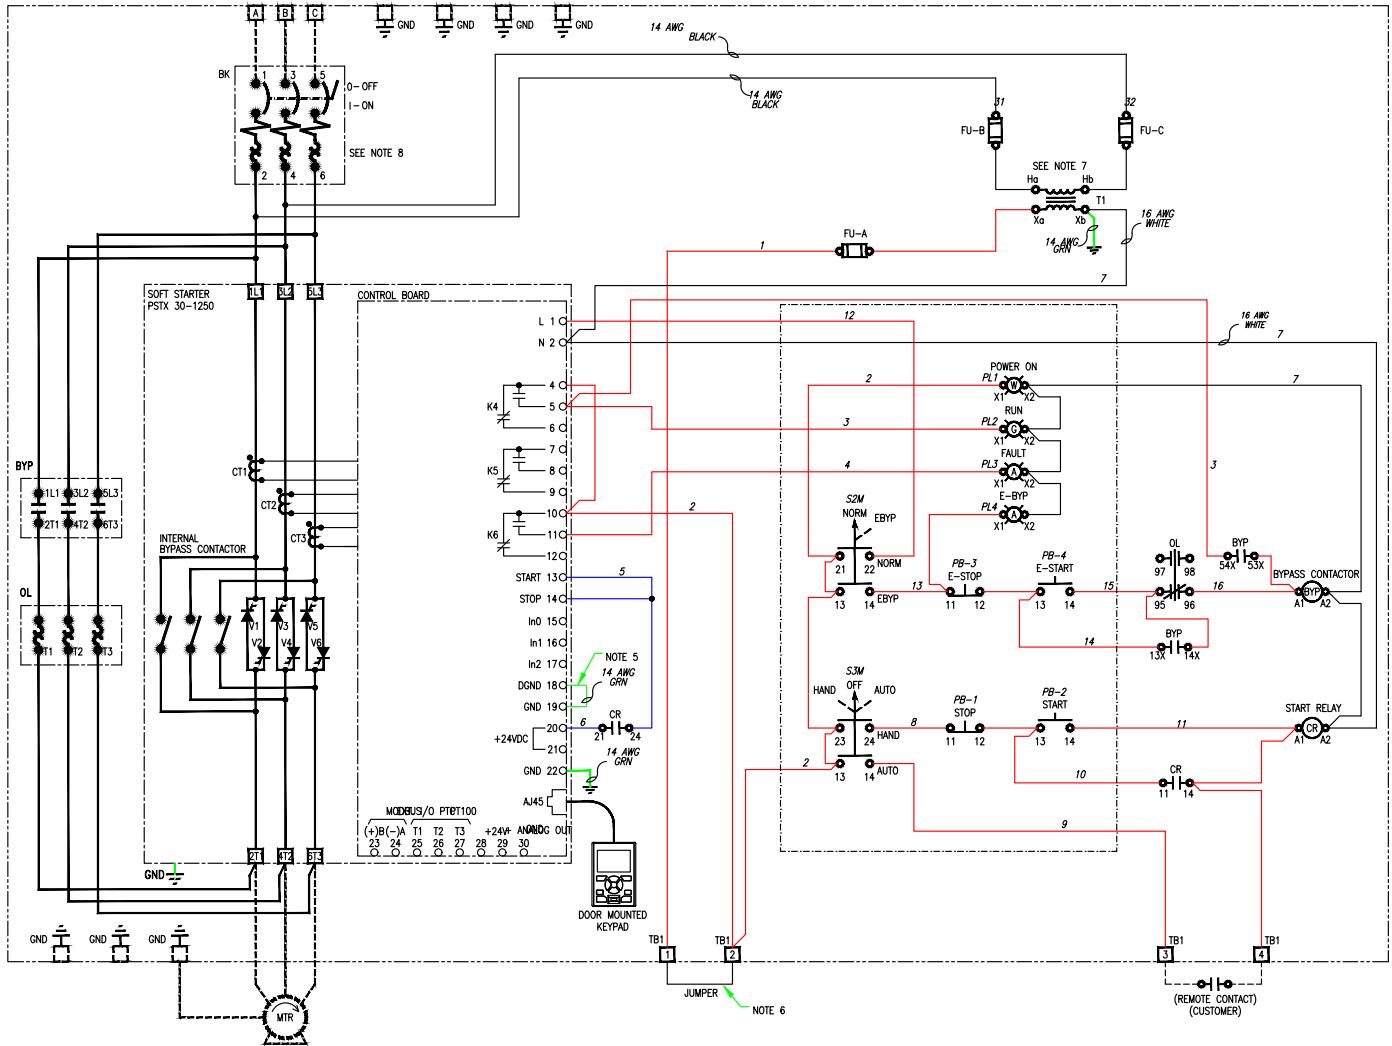 A B C
GND GND GND GND
14 AWG
BLACK
BK 1 3 5
0-OFF
1-ON
14 AWG
BLACK
31 32
FU-B FU-C
SEE NOTE 8
2 4 6
SEE NOTE 7
Ha Hb
T1
Xa Xb
16 AWG
WHITE
14 AWG
GRN
FU-A
1
7
SOFT STARTER
PSTX 30-1250
1L1 3L2 5L3
CONTROL BOARD
L 1
12
N 2
16 AWG
WHITE
7
POWER ON
4
2
PL1 W
X1 X2
7
K4
5
RUN
3
PL2 G
X1 X2
6
7
FAULT
K5
8
4
PL3 A
X1 X2
3
9
E-BYP
CT1
10
2
PL4 A
X1 X2
K6
11
12
S2M
NORM
EBYP
21 22
NORM
BYP
1L1 3L2 5L3
2T1 4T2 6T3
CT2
CT3
INTERNAL
BYPASS CONTACTOR
START 13
5
STOP 14
In0 15
In1 16
In2 17
DGND 18
GND 19
20
+24VDC
21
GND 22
NOTE 5
14 AWG
GRN
6
CR
21 24
14 AWG
GRN
13 14
EBYP
13
PB-3
E-STOP
11 12
PB-4
E-START
13 14
15
OL
97 98
95 96
BYP
54X 53X
16
BYPASS CONTACTOR
BYP
A1 A2
14
BYP
13X 14X
OL
T1 T2 T3
V1 V3 V5
V2 V4 V6
S3M
OFF
HAND AUTO
23 24
HAND
8
PB-1
STOP
11 12
PB-2
START
13 14
11
START RELAY
CR
A1 A2
2
13 14
AUTO
10
CR
11 14
9
AJ45
(+)B (-)A T1 T2 T3 +24V+ ANALOG OUT
23 24 25 26 27 28 29 30
2T1 4T2 6T3
GND
DOOR MOUNTED
KEYPAD
GND GND GND
TB1 1
TB1 2
TB1 3
TB1 4
JUMPER
NOTE 6
(REMOTE CONTACT)
(CUSTOMER)
MTR